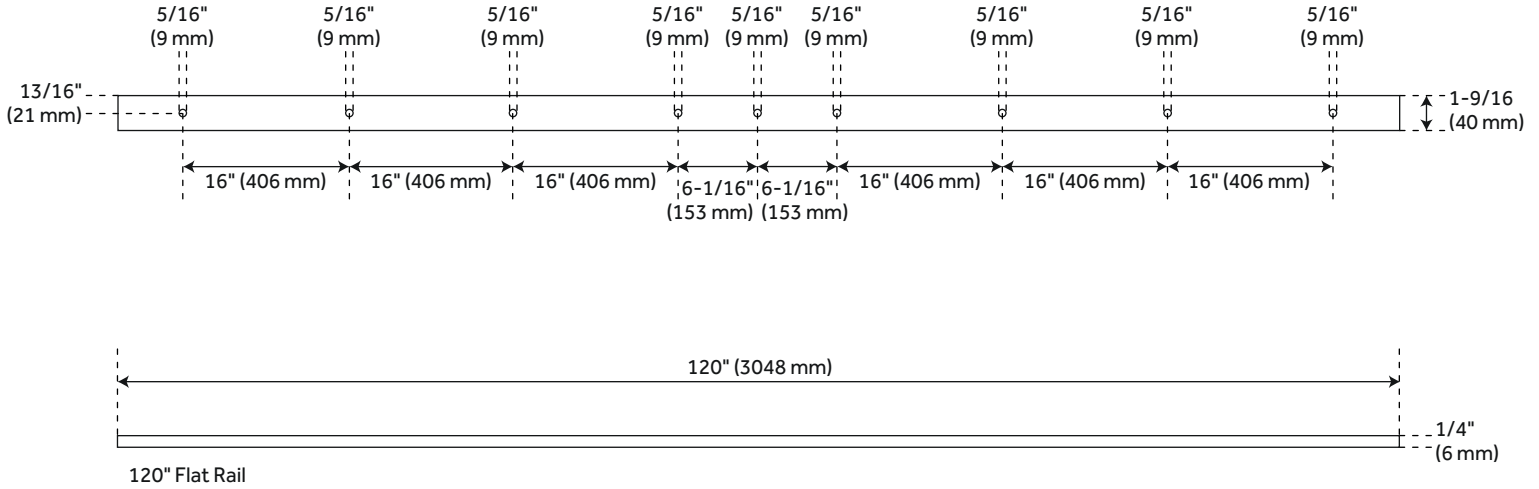 5/16" 5/16" 5/16" 5/16" 5/16" 5/16" 5/16" 5/16" 5/16"
(9 mm) (9 mm) (9 mm) (9 mm) (9 mm) (9 mm) (9 mm) (9 mm) (9 mm)
13/16"
(21 mm)
1-9/16
(40 mm)
16" (406 mm) 16" (406 mm) 16" (406 mm) 6-1/16" 6-1/16" 16" (406 mm) 16" (406 mm) 16" (406 mm)
(153 mm) (153 mm)
120" (3048 mm)
1/4"
(6 mm)
120" Flat Rail